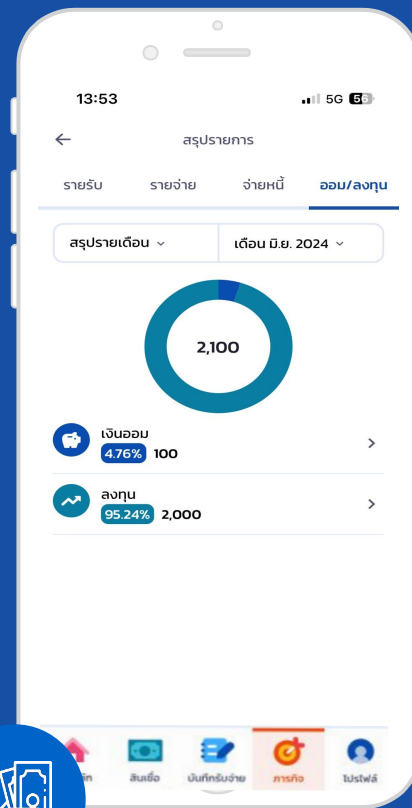 13:53
5G 56
สรุปรายการ
รายรับ รายจ่าย จ่ายหนี้ ออม/ลงทุน
สรุปรายเดือน เดือน มิ.ย. 2024
2,100
เงินออม
4.76% 100
ลงทุน
95.24% 2,000
สินเชื่อ บันทึกรับจ่าย ภารกิจ โปรไฟล์